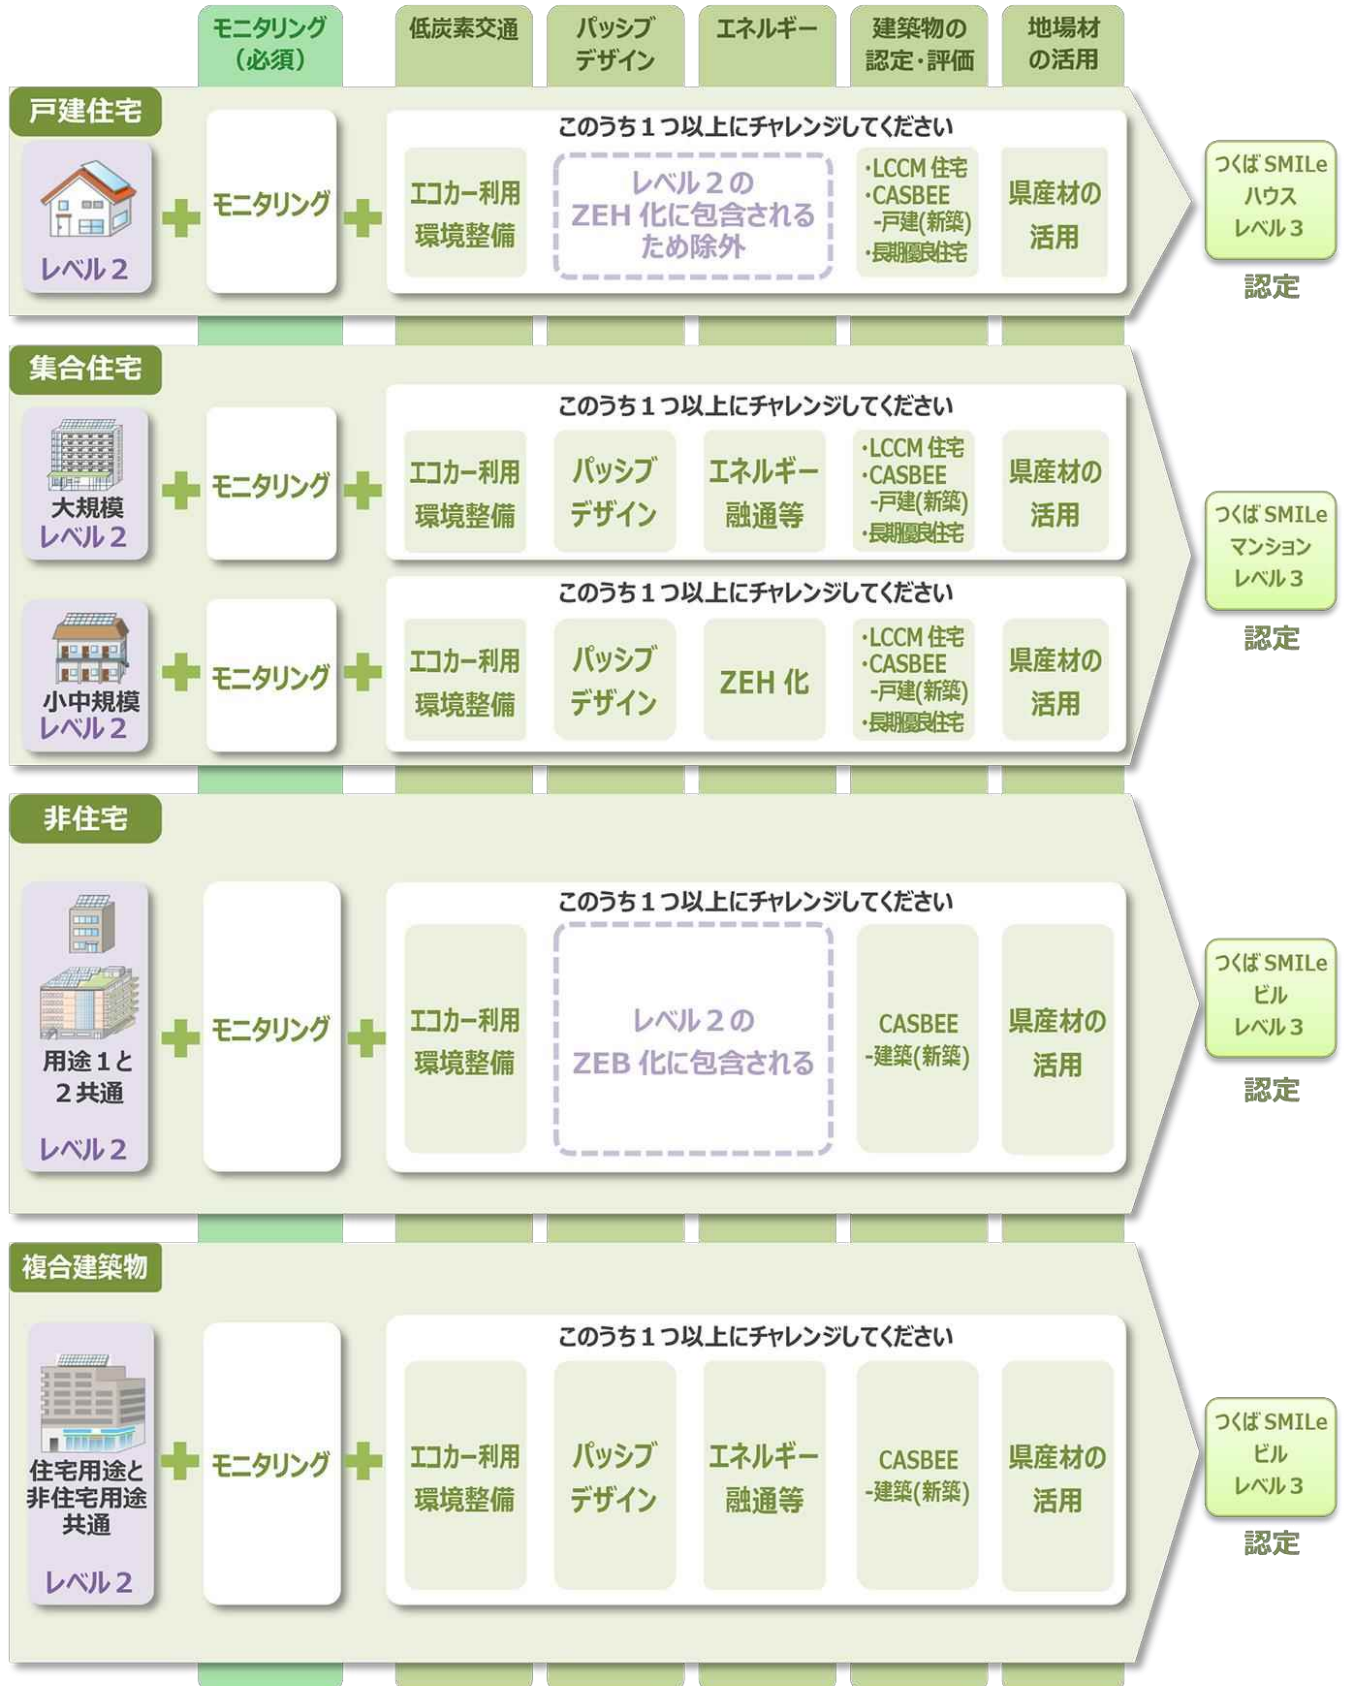 モニタリング
（必須）
低炭素交通
パッシブ
デザイン
エネルギー
建築物の
認定・評価
地場材
の活用
戸建住宅
レベル２
モニタリング
このうち１つ以上にチャレンジしてください
エコカー利用
環境整備
レベル２の
ZEH 化に包含される
ため除外
・LCCM 住宅
・CASBEE
-戸建(新築)
・長期優良住宅
県産材の
活用
つくば SMILe
ハウス
レベル３
認定
集合住宅
大規模
レベル２
モニタリング
このうち１つ以上にチャレンジしてください
エコカー利用
環境整備
パッシブ
デザイン
エネルギー
融通等
・LCCM 住宅
・CASBEE
-戸建(新築)
・長期優良住宅
県産材の
活用
小中規模
レベル２
モニタリング
このうち１つ以上にチャレンジしてください
エコカー利用
環境整備
パッシブ
デザイン
ZEH 化
・LCCM 住宅
・CASBEE
-戸建(新築)
・長期優良住宅
県産材の
活用
つくば SMILe
マンション
レベル３
認定
非住宅
用途１と
２共通
レベル２
モニタリング
このうち１つ以上にチャレンジしてください
エコカー利用
環境整備
レベル２の
ZEB 化に包含される
CASBEE
-建築(新築)
県産材の
活用
つくば SMILe
ビル
レベル３
認定
複合建築物
住宅用途と
非住宅用途
共通
レベル２
モニタリング
このうち１つ以上にチャレンジしてください
エコカー利用
環境整備
パッシブ
デザイン
エネルギー
融通等
CASBEE
-建築(新築)
県産材の
活用
つくば SMILe
ビル
レベル３
認定